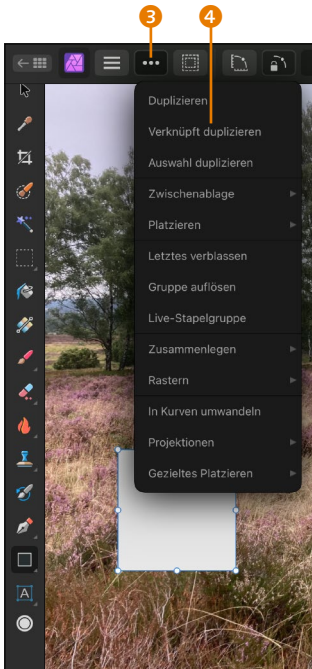 3 4
Duplizieren
Verknüpft duplizieren
Auswahl duplizieren
Zwischenablage
Platzieren
Letztes verblassen
Gruppe auflösen
Live-Stapelgruppe
Zusammenlegen
Rastern
In Kurven umwandeln
Projektionen
Gezieltes Platzieren
A